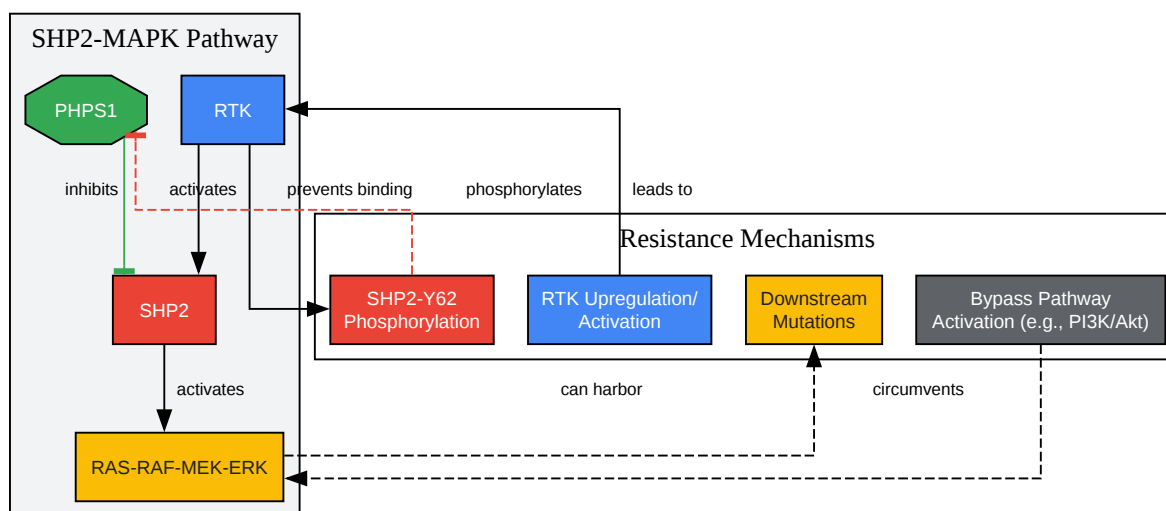 SHP2-MAPK Pathway
PHPS1
RTK
inhibits
activates
prevents binding
phosphorylates
leads to
Resistance Mechanisms
SHP2
SHP2-Y62
Phosphorylation
RTK Upregulation/
Activation
Downstream
Mutations
Bypass Pathway
Activation (e.g., PI3K/Akt)
activates
can harbor
circumvents
RAS-RAF-MEK-ERK